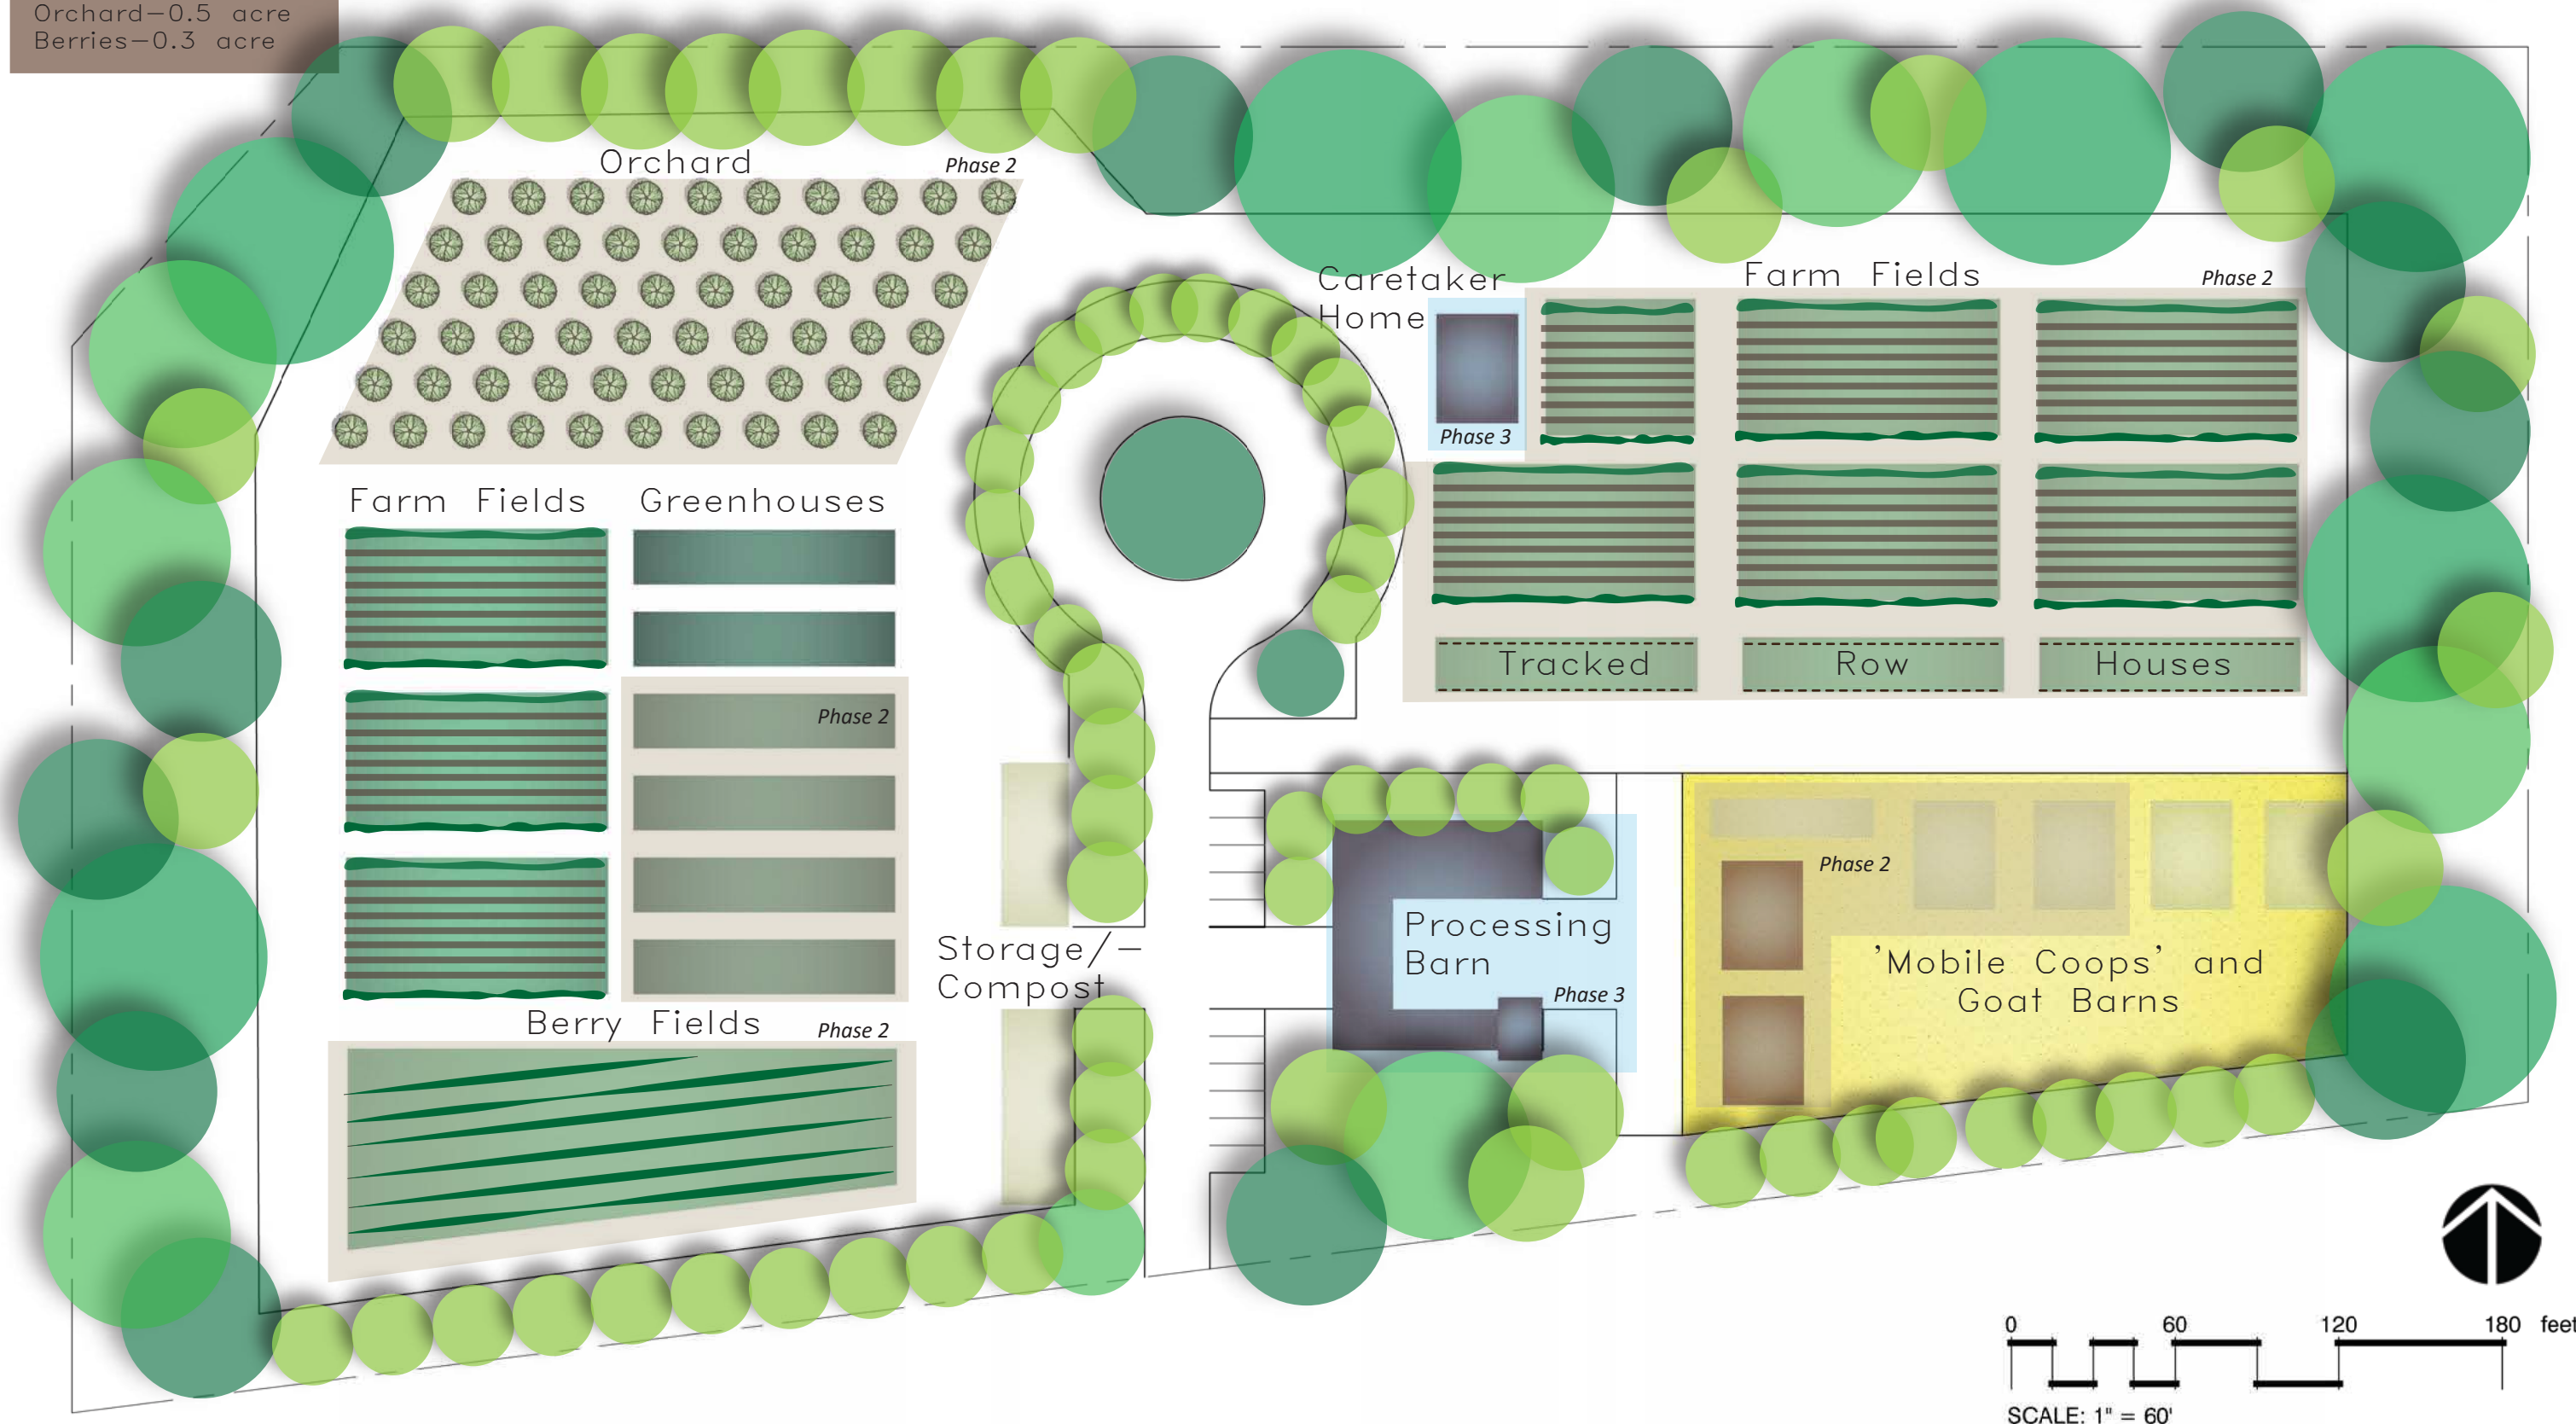 Orchard—0.5 acre
Berries—0.3 acre
Orchard
Phase 2
Caretaker
Home
Phase 3
Farm Fields
Phase 2
Farm Fields
Greenhouses
Phase 2
Tracked
Row
Houses
Storage/—
Compost
Processing
Barn
Phase 3
Phase 2
'Mobile Coops' and
Goat Barns
Berry Fields
Phase 2
0 60 120 180 feet
SCALE: 1" = 60'